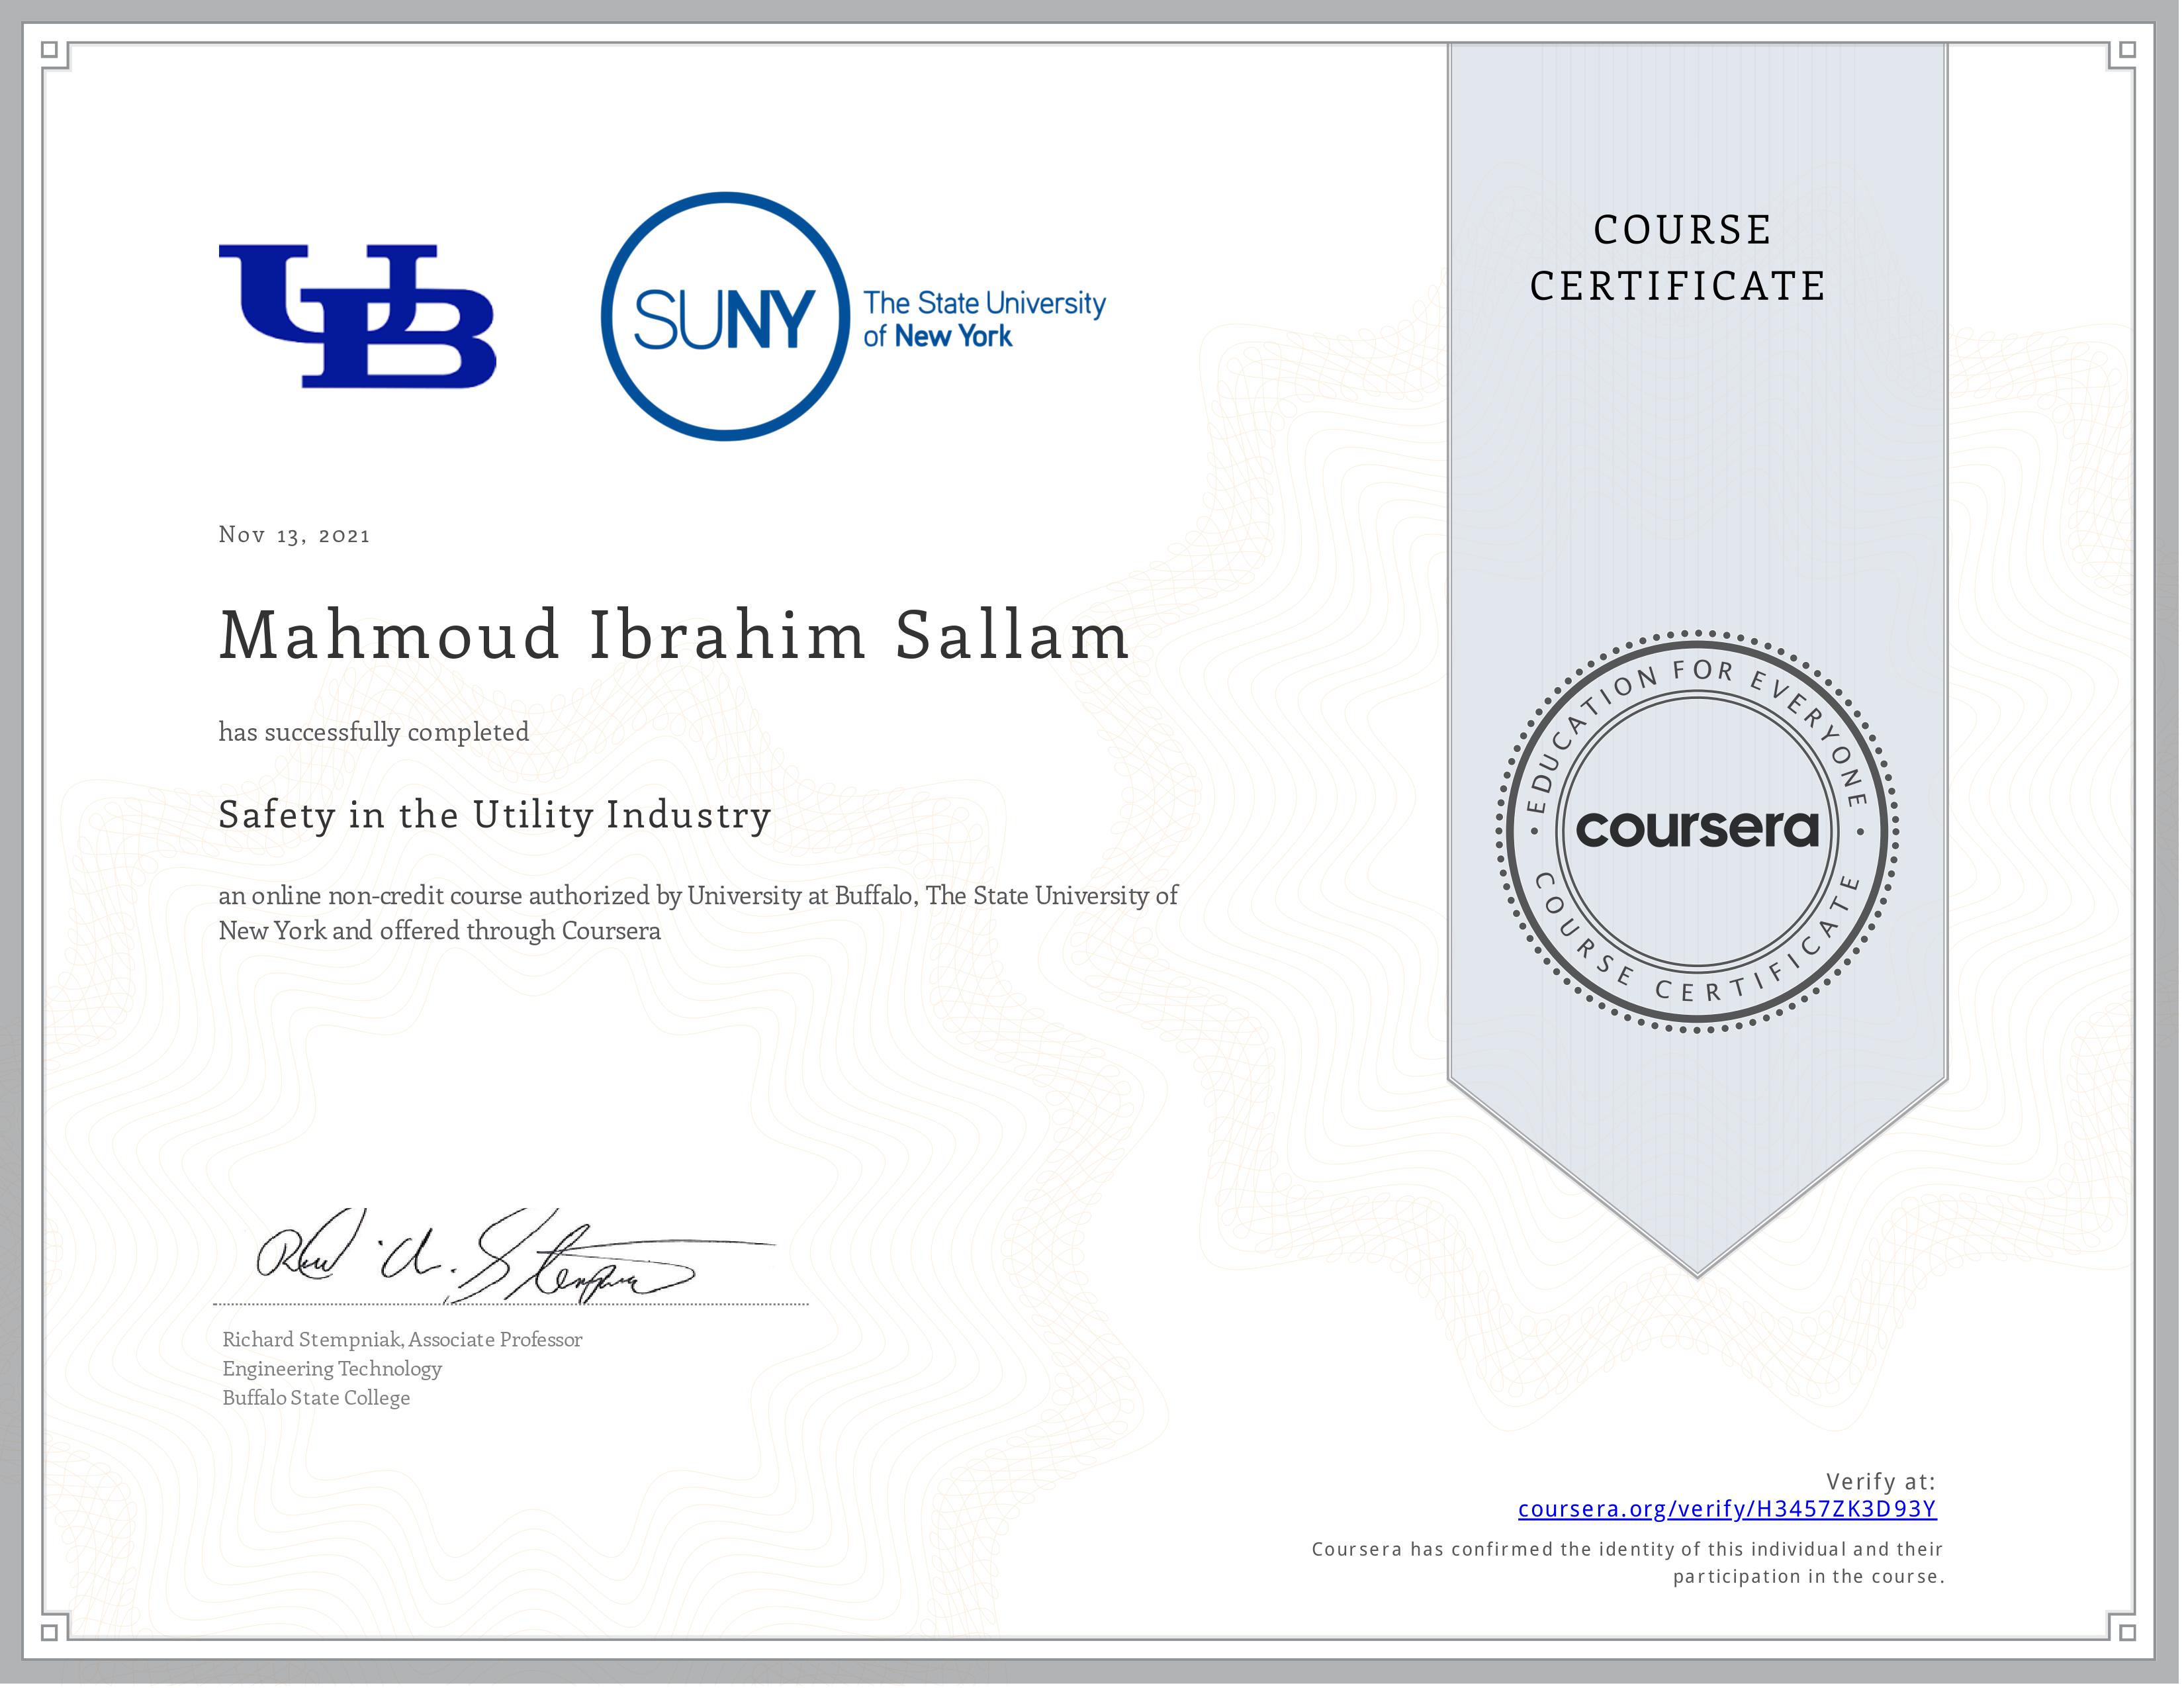 UB
SUNY
The State University
of New York
COURSE
CERTIFICATE
Nov 13, 2021
Mahmoud Ibrahim Sallam
has successfully completed
Safety in the Utility Industry
an online non-credit course authorized by University at Buffalo, The State University of
New York and offered through Coursera
EDUCATION FOR EVERYONE
coursera
COURSE CERTIFICATE
Richard Stempniak, Associate Professor
Engineering Technology
Buffalo State College
Verify at:
coursera.org/verify/H3457ZK3D93Y
Coursera has confirmed the identity of this individual and their
participation in the course.